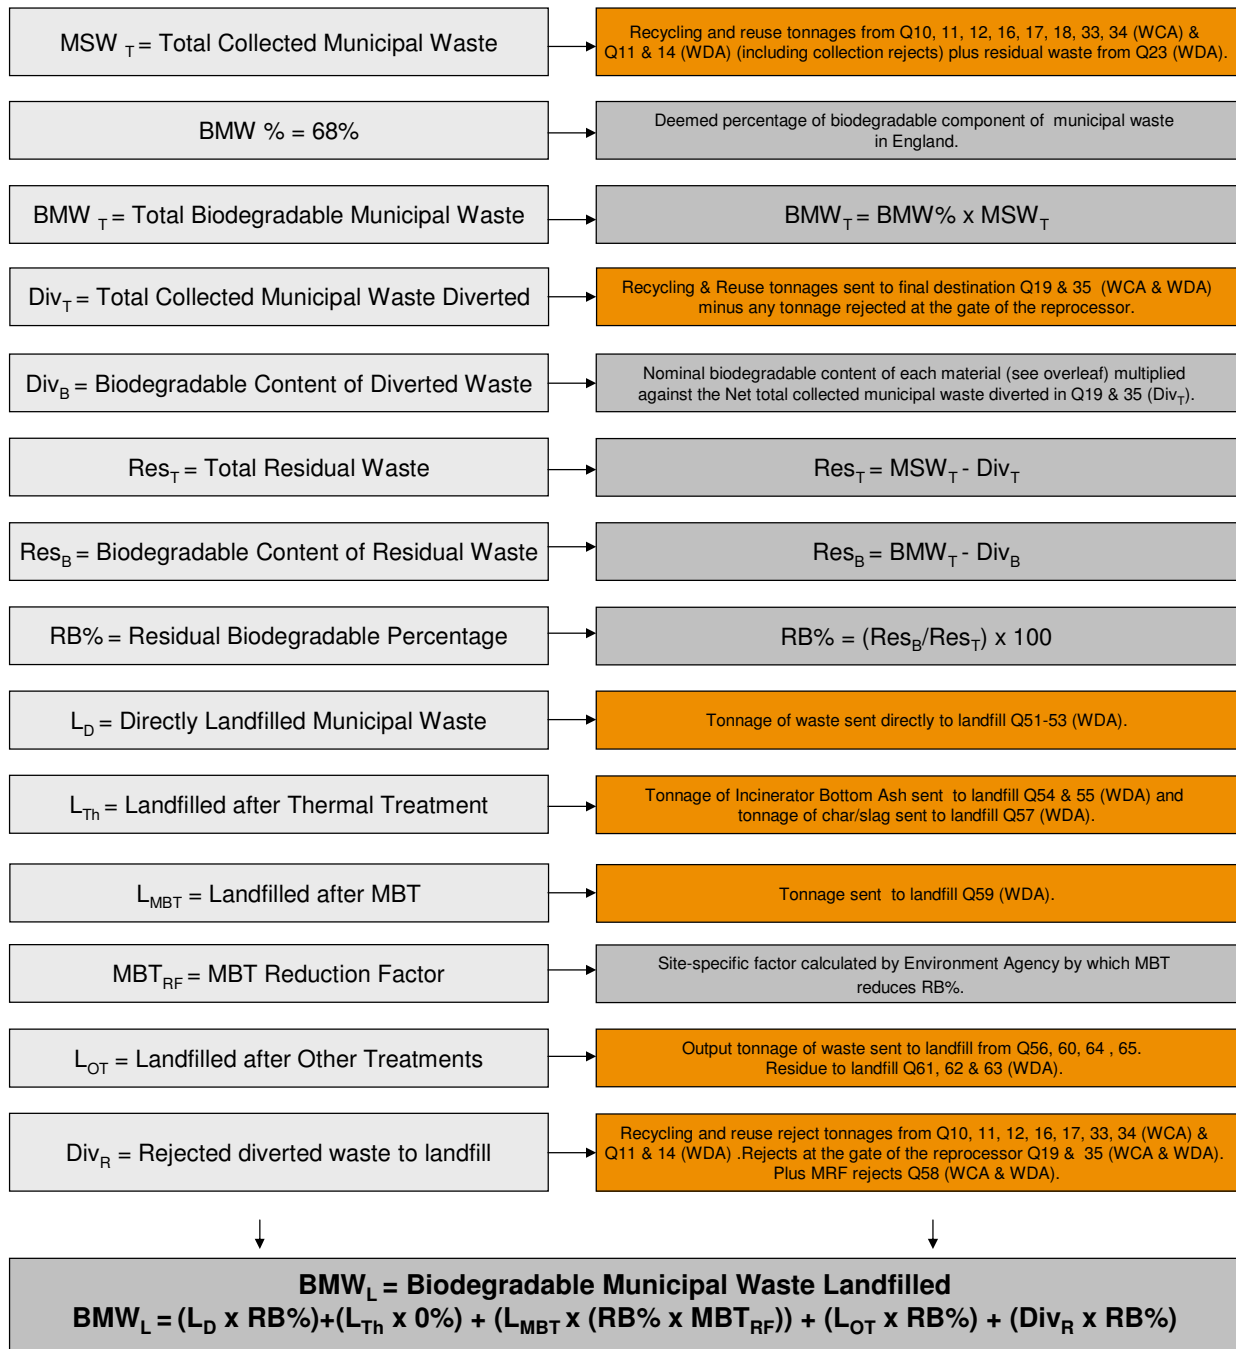 MSW T = Total Collected Municipal Waste
Recycling and reuse tonnages from Q10, 11, 12, 16, 17, 18, 33, 34 (WCA) &
Q11 & 14 (WDA) (including collection rejects) plus residual waste from Q23 (WDA).
BMW % = 68%
Deemed percentage of biodegradable component of municipal waste
in England.
BMW T = Total Biodegradable Municipal Waste
BMWT = BMW% x MSWT
DivT = Total Collected Municipal Waste Diverted
Recycling & Reuse tonnages sent to final destination Q19 & 35 (WCA & WDA)
minus any tonnage rejected at the gate of the reprocessor.
DivB = Biodegradable Content of Diverted Waste
Nominal biodegradable content of each material (see overleaf) multiplied
against the Net total collected municipal waste diverted in Q19 & 35 (DivT).
ResT = Total Residual Waste
ResT = MSWT - DivT
ResB = Biodegradable Content of Residual Waste
ResB = BMWT - DivB
RB% = Residual Biodegradable Percentage
RB% = (ResB/ResT) x 100
LD = Directly Landfilled Municipal Waste
Tonnage of waste sent directly to landfill Q51-53 (WDA).
LTh = Landfilled after Thermal Treatment
Tonnage of Incinerator Bottom Ash sent to landfill Q54 & 55 (WDA) and
tonnage of char/slag sent to landfill Q57 (WDA).
LMBT = Landfilled after MBT
Tonnage sent to landfill Q59 (WDA).
MBTRF = MBT Reduction Factor
Site-specific factor calculated by Environment Agency by which MBT
reduces RB%.
LOT = Landfilled after Other Treatments
Output tonnage of waste sent to landfill from Q56, 60, 64 , 65.
Residue to landfill Q61, 62 & 63 (WDA).
DivR = Rejected diverted waste to landfill
Recycling and reuse reject tonnages from Q10, 11, 12, 16, 17, 33, 34 (WCA) &
Q11 & 14 (WDA) .Rejects at the gate of the reprocessor Q19 & 35 (WCA & WDA).
Plus MRF rejects Q58 (WCA & WDA).
BMWL = Biodegradable Municipal Waste Landfilled
BMWL = (LD x RB%)+(LTh x 0%) + (LMBT x (RB% x MBTRF)) + (LOT x RB%) + (DivR x RB%)